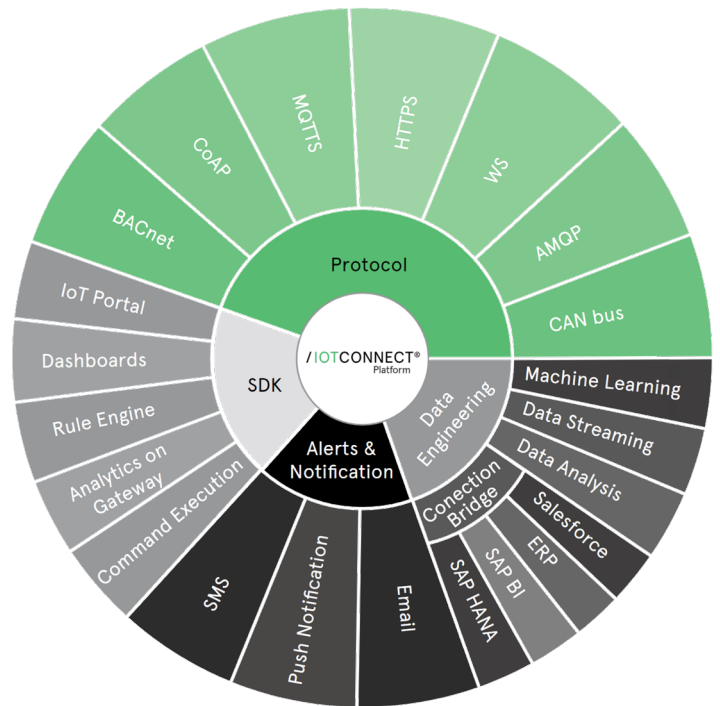 MQTTS
HTTPS
CoAP
WS
BACnet
AMQP
Protocol
IoT Portal
CAN bus
Dashboards
/IOTCONNECT®
Platform
SDK
Machine Learning
Data
Engineering
Rule Engine
Data Streaming
Alerts &
Notification
Analytics on
Gateway
Data Analysis
Conection
Bridge
Command Execution
Salesforce
ERP
SAP BI
SAP HANA
SMS
Push Notification
Email